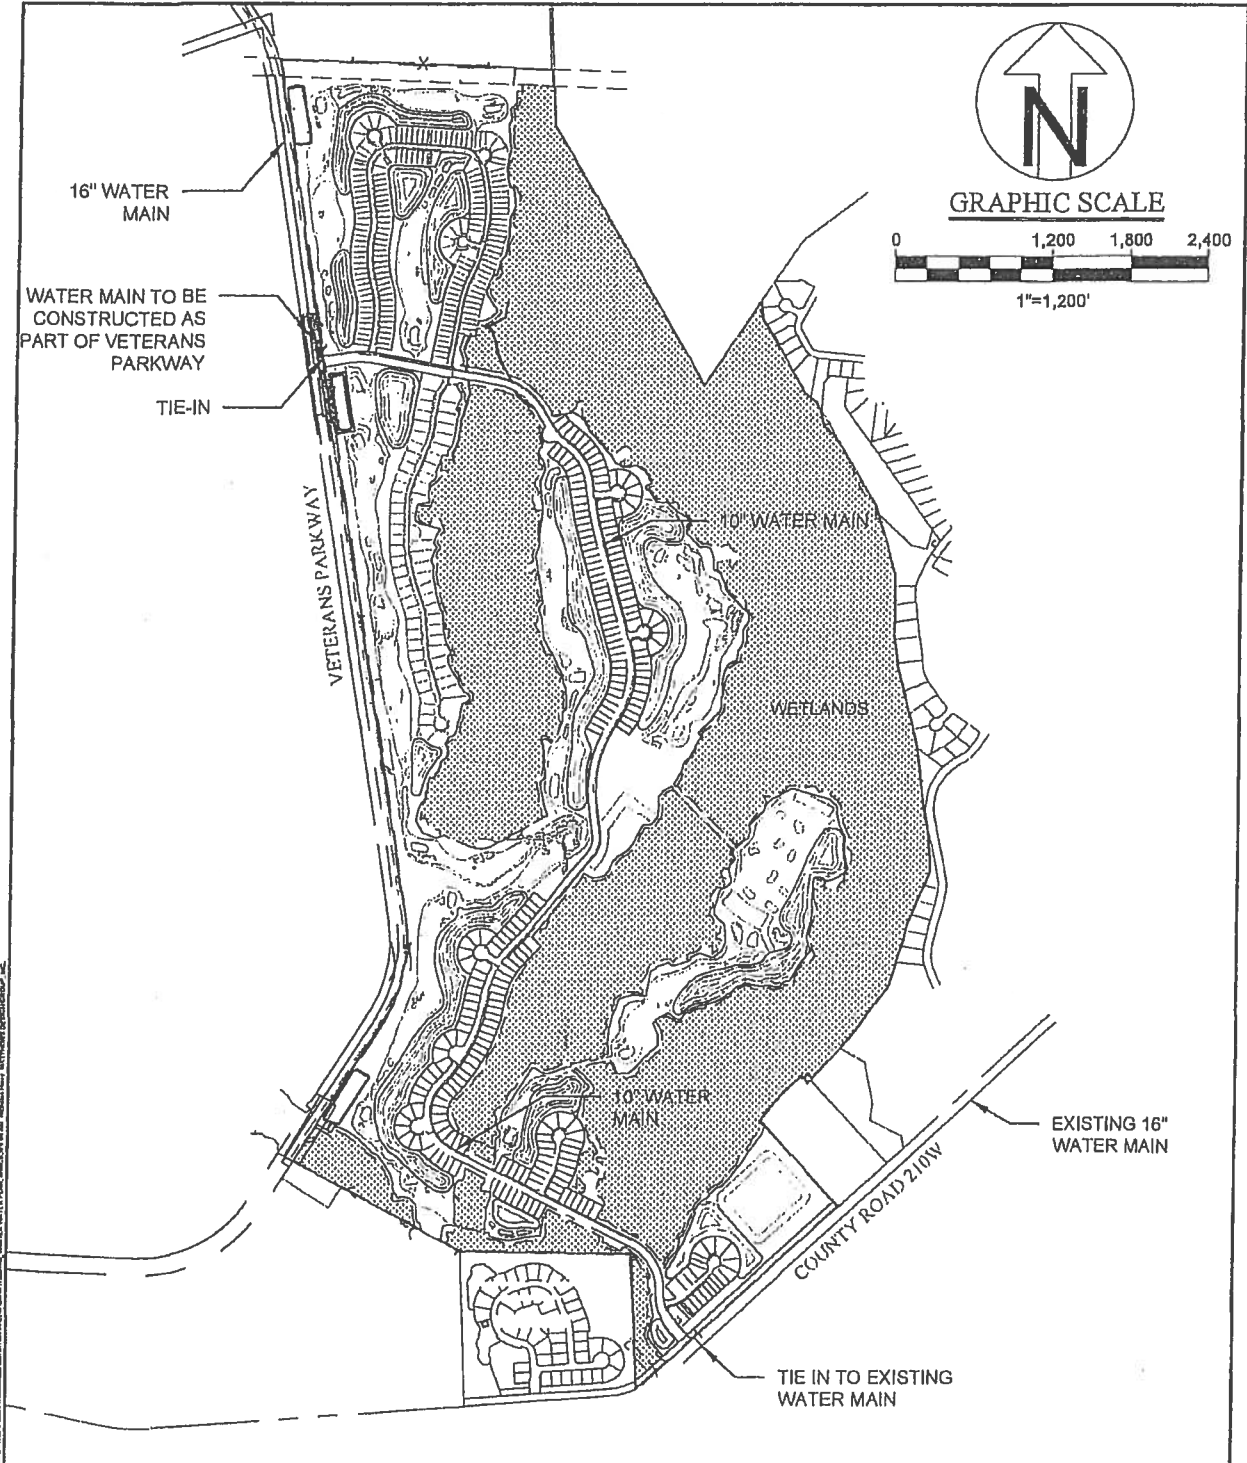 N
GRAPHIC SCALE
0 1,200 1,800 2,400
1"=1,200'
16" WATER
MAIN
WATER MAIN TO BE
CONSTRUCTED AS
PART OF VETERANS
PARKWAY
TIE-IN
VETERANS PARKWAY
10" WATER MAIN
WETLANDS
10" WATER
MAIN
EXISTING 16"
WATER MAIN
COUNTY ROAD 210W
TIE IN TO EXISTING
WATER MAIN